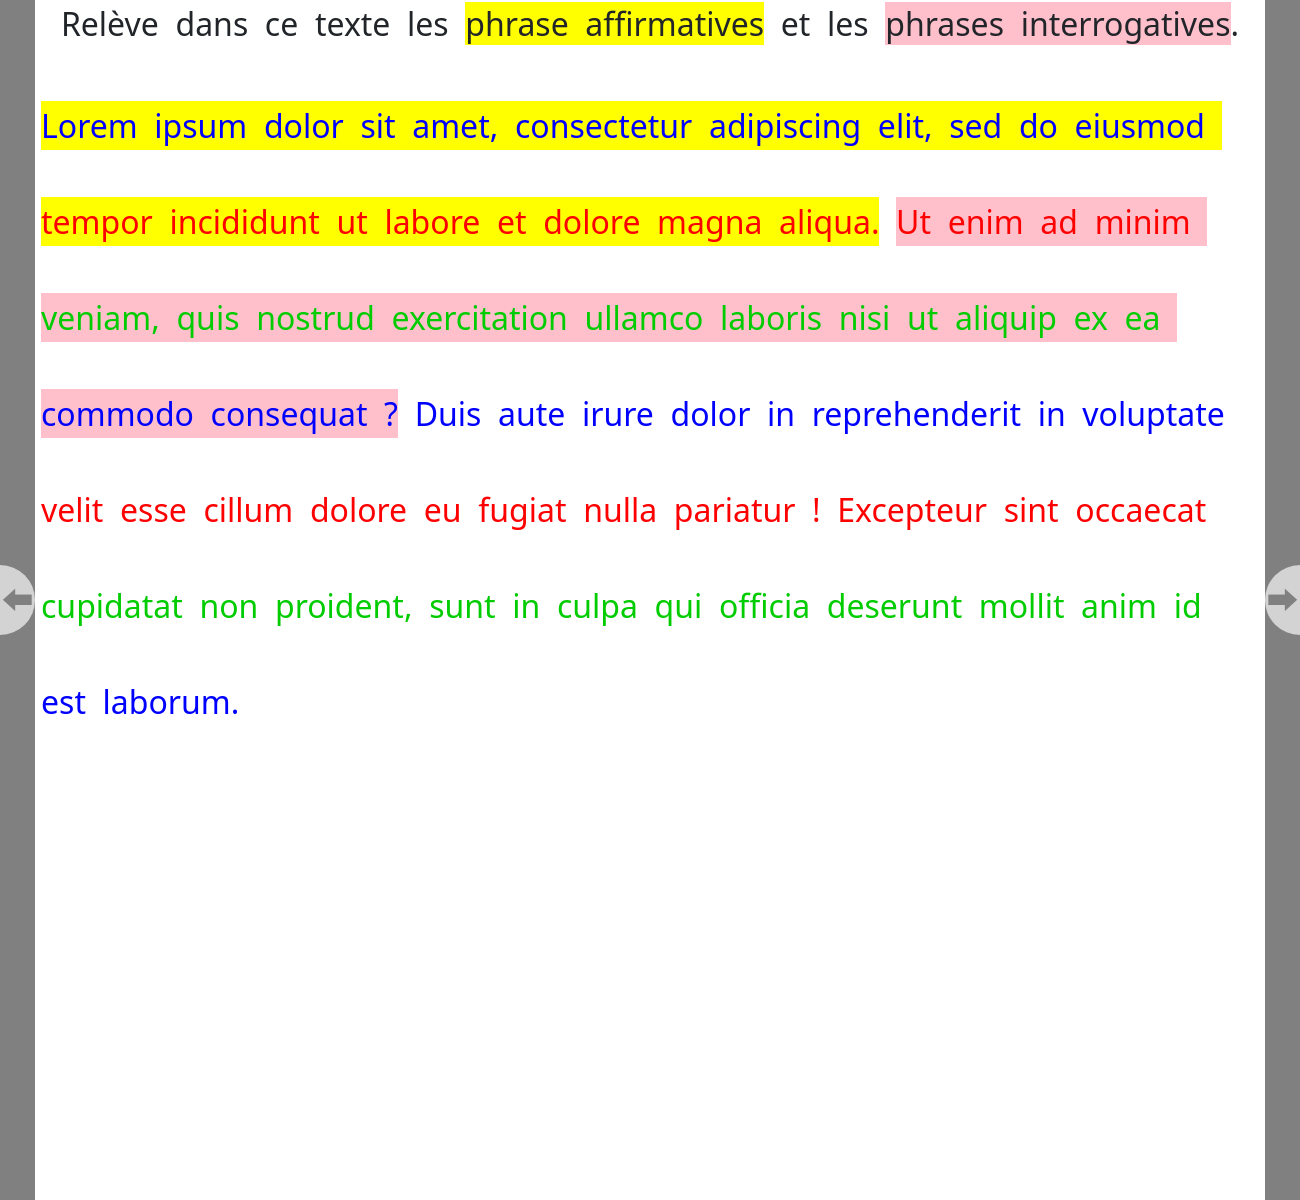 Relève dans ce texte les phrase affirmatives et les phrases interrogatives.
Lorem ipsum dolor sit amet, consectetur adipiscing elit, sed do eiusmod
tempor incididunt ut labore et dolore magna aliqua. Ut enim ad minim
veniam, quis nostrud exercitation ullamco laboris nisi ut aliquip ex ea
commodo consequat ? Duis aute irure dolor in reprehenderit in voluptate
velit esse cillum dolore eu fugiat nulla pariatur ! Excepteur sint occaecat
cupidatat non proident, sunt in culpa qui officia deserunt mollit anim id
est laborum.